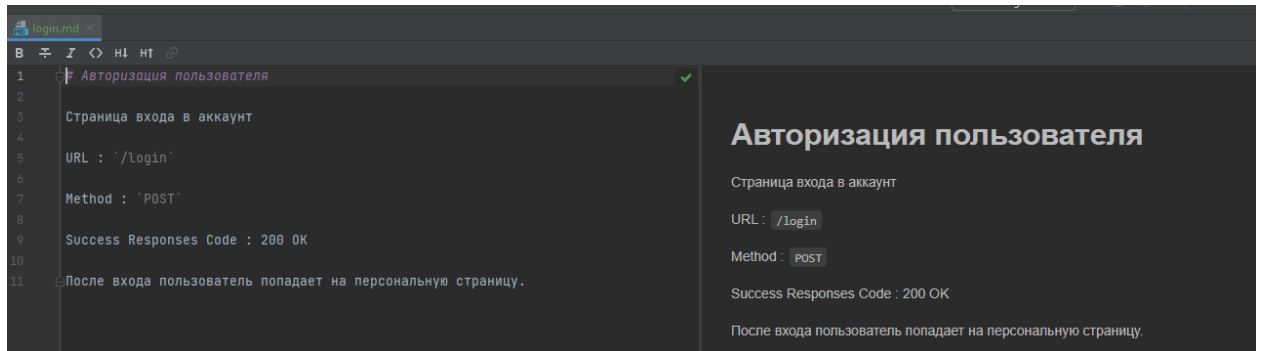 login.md
B I <> H↓ H↑
1 # Авторизация пользователя
2
3 Страница входа в аккаунт
4
5 URL : `/login`
6
7 Method : `POST`
8
9 Success Responses Code : 200 OK
10
11 После входа пользователь попадает на персональную страницу.
Авторизация пользователя
Страница входа в аккаунт
URL : /login
Method : POST
Success Responses Code : 200 OK
После входа пользователь попадает на персональную страницу.